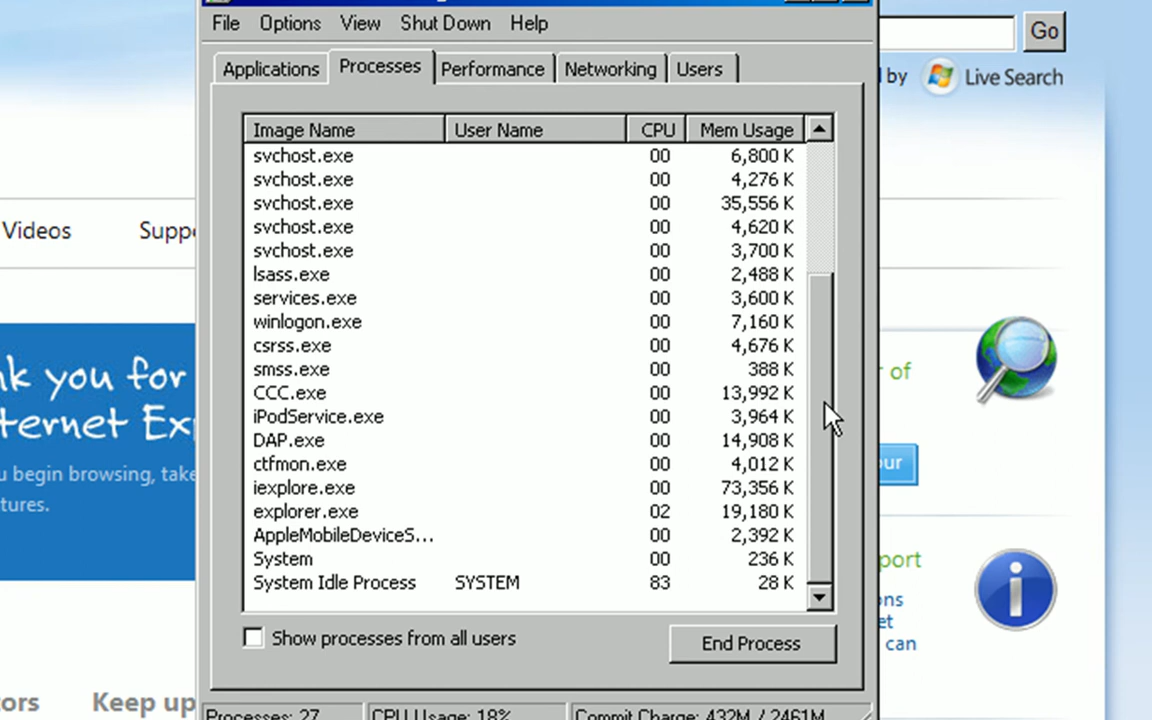 File Options View Shut Down Help
Go
Applications Processes Performance Networking Users
by Live Search
Image Name User Name CPU Mem Usage
svchost.exe 00 6,800 K
svchost.exe 00 4,276 K
svchost.exe 00 35,556 K
Videos
svchost.exe 00 4,620 K
svchost.exe 00 3,700 K
lsass.exe 00 2,488 K
services.exe 00 3,600 K
winlogon.exe 00 7,160 K
csrss.exe 00 4,676 K
smss.exe 00 388 K
CCC.exe 00 13,992 K
iPodService.exe 00 3,964 K
DAP.exe 00 14,908 K
ctfmon.exe 00 4,012 K
iexplore.exe 00 73,356 K
explorer.exe 02 19,180 K
AppleMobileDeviceS... 00 2,392 K
System 00 236 K
System Idle Process SYSTEM 83 28 K
Show processes from all users End Process
nk you for
ternet Ex
u begin browsing, take
tures.
of
our
port
ons
et
can
ors Keep up
Processes: 27 CPU Usage: 18% Commit Charge: 432M / 2461M